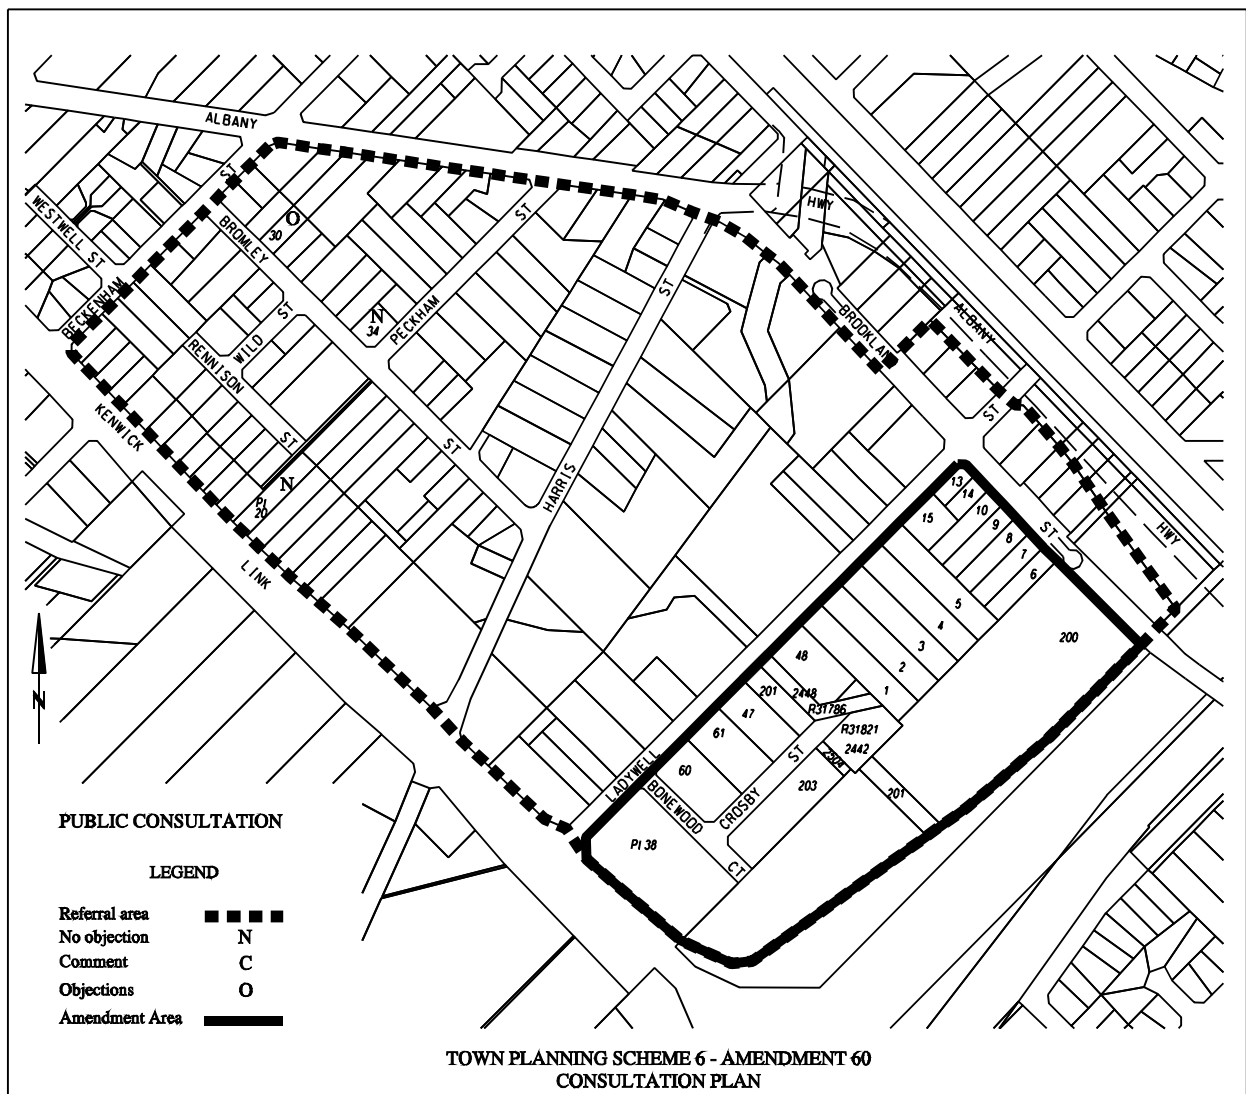 ALBANY
HWY
ST
WESTWELL ST
BROMLEY
O
30
ST
BECKENHAM
ST
WILD
RENNISON
N
34
PECKHAM
ST
BROOKLAN
ALBANY
ST
KENWICK
ST
ST
HARRIS
N
Pl
20
LINK
13
14
15
10
9
8
7
6
ST
HWY
5
4
3
2
1
200
48
201
2448
R31786
47
61
R31821
2442
2504
ST
60
LADYWELL
BONEWOOD
CROSBY
203
201
Pl 38
CT
N
PUBLIC CONSULTATION
LEGEND
Referral area
No objection N
Comment C
Objections O
Amendment Area
TOWN PLANNING SCHEME 6 - AMENDMENT 60
CONSULTATION PLAN